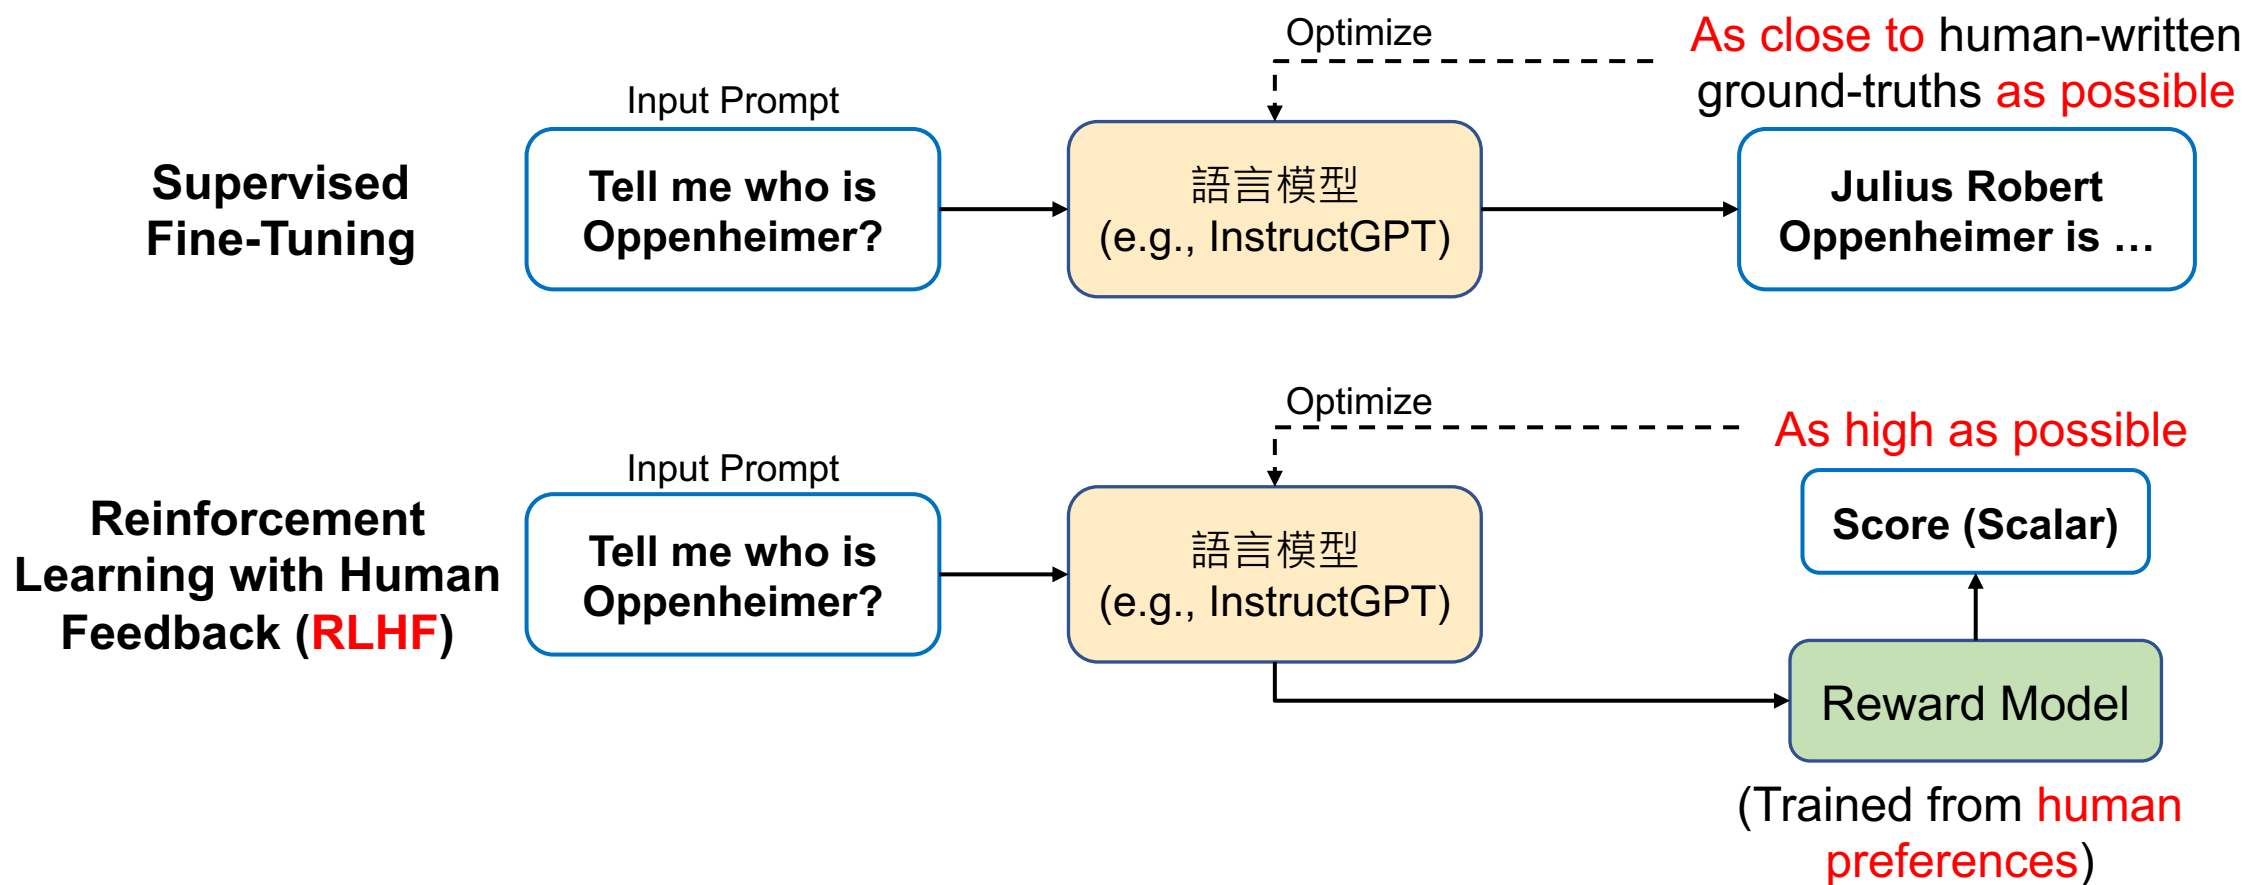 Supervised
Fine-Tuning
Input Prompt
Tell me who is
Oppenheimer?
Optimize
語言模型
(e.g., InstructGPT)
As close to human-written
ground-truths as possible
Julius Robert
Oppenheimer is …
Reinforcement
Learning with Human
Feedback (RLHF)
Input Prompt
Tell me who is
Oppenheimer?
Optimize
語言模型
(e.g., InstructGPT)
As high as possible
Score (Scalar)
Reward Model
(Trained from human
preferences)